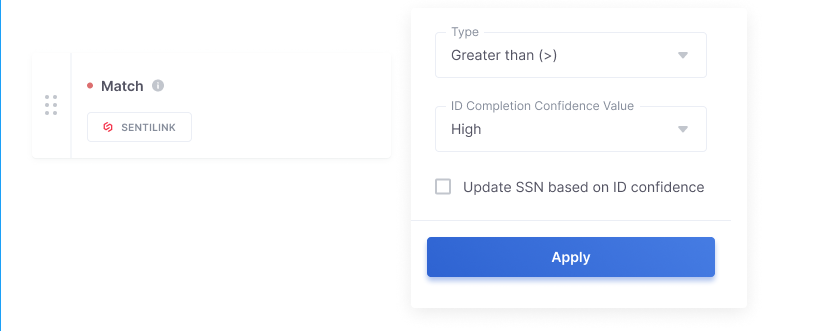 Match
SENTILINK
Type
Greater than (>)
ID Completion Confidence Value
High
Update SSN based on ID confidence
Apply